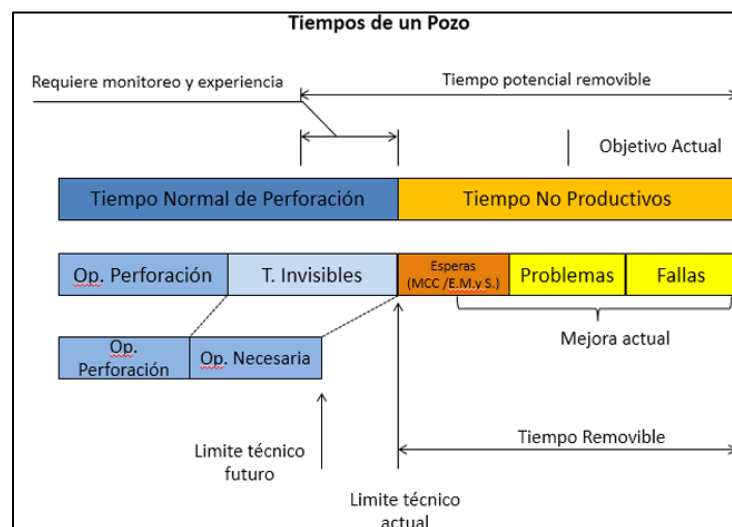 Tiempos de un Pozo
Requiere monitoreo y experiencia
Tiempo potencial removible
Objetivo Actual
Tiempo Normal de Perforación
Tiempo No Productivos
Op. Perforación
T. Invisibles
Esperas
(MCC /E.M.y S.)
Problemas
Fallas
Op.
Perforación
Op. Necesaria
Mejora actual
Limite técnico
futuro
Tiempo Removible
Limite técnico
actual